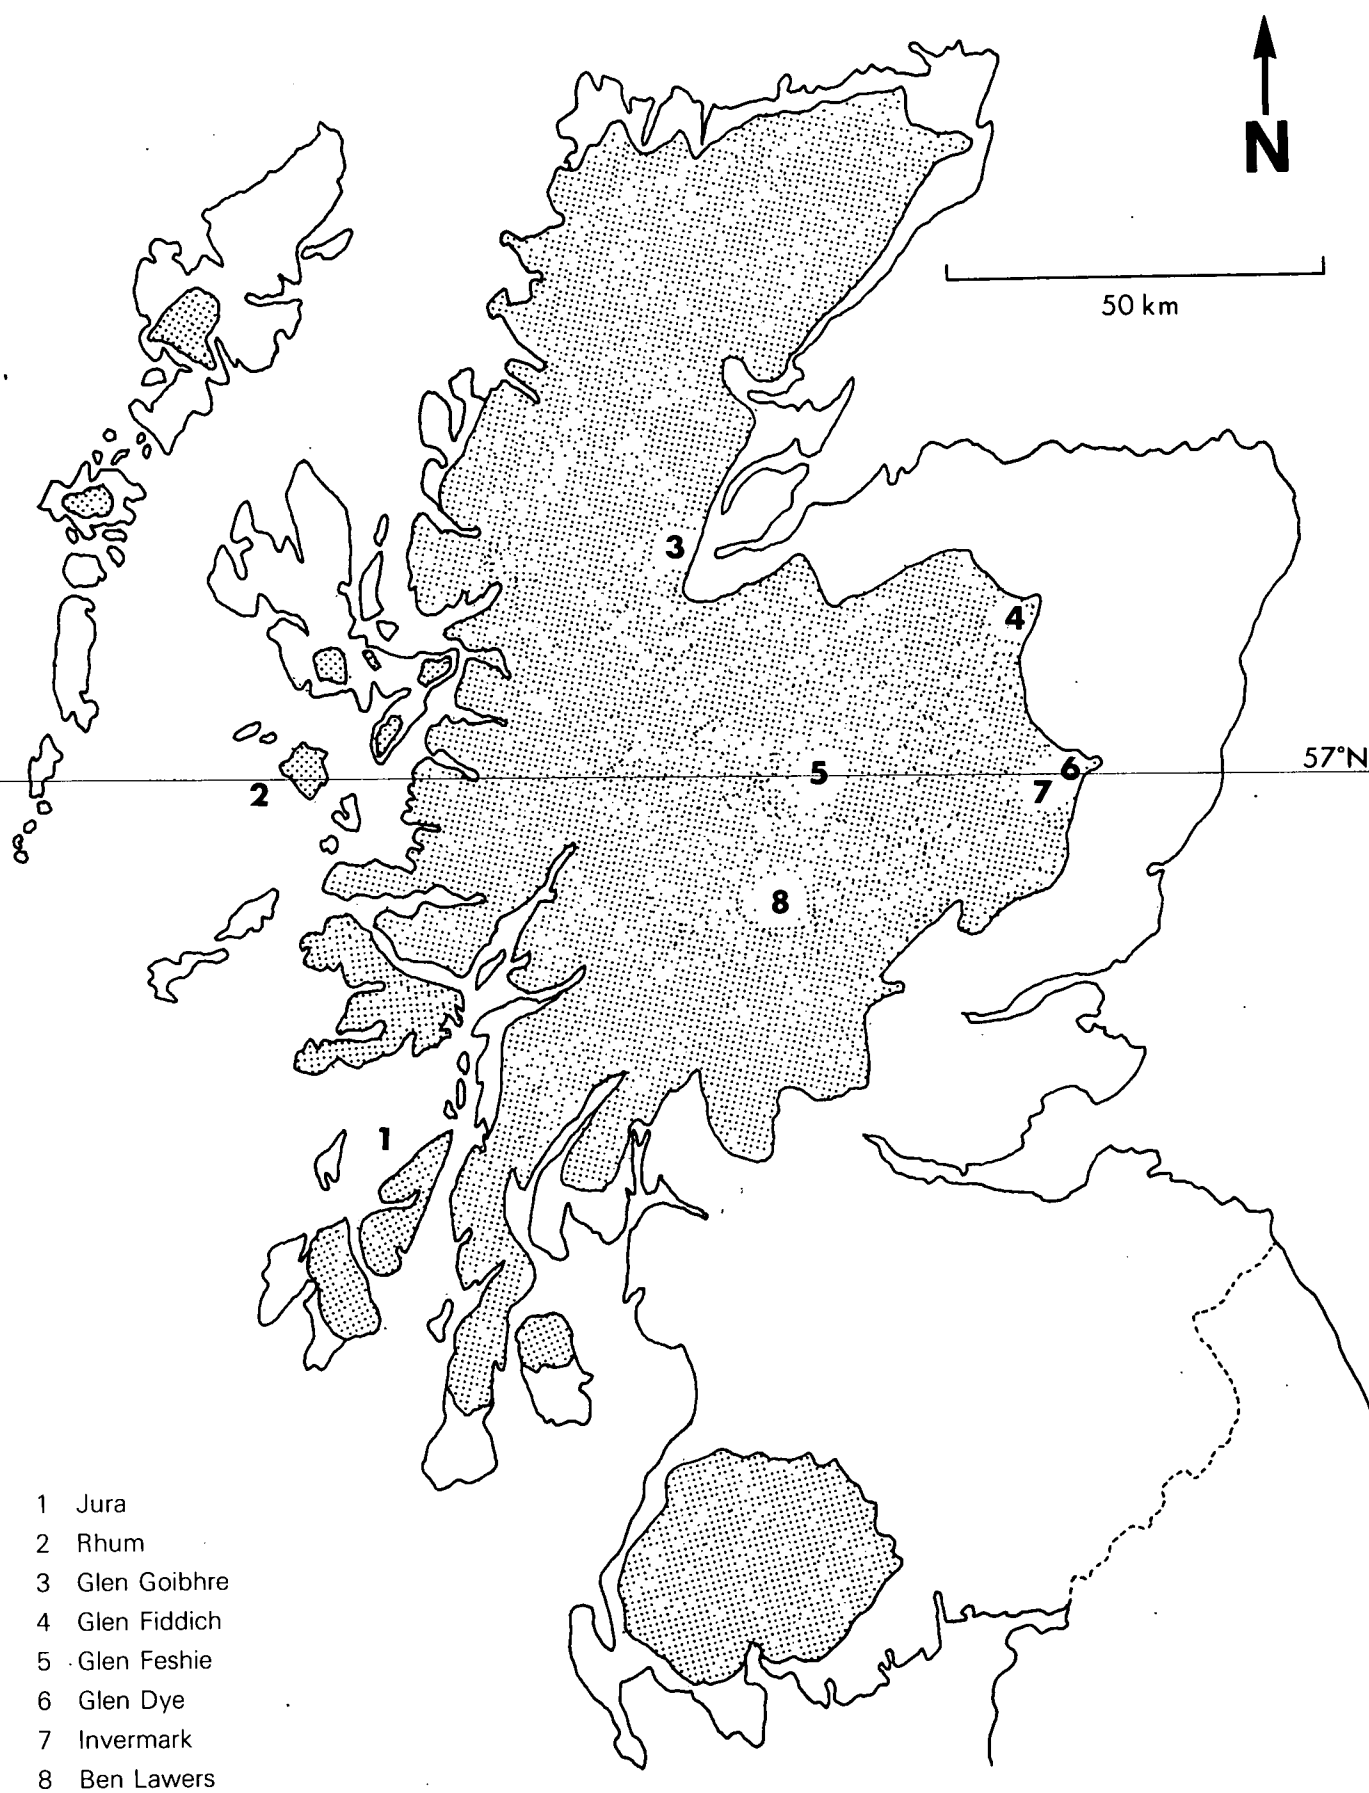 N
50 km
3
4
57°N
5
6
2
7
8
1
1 Jura
2 Rhum
3 Glen Goibhre
4 Glen Fiddich
5 Glen Feshie
6 Glen Dye
7 Invermark
8 Ben Lawers